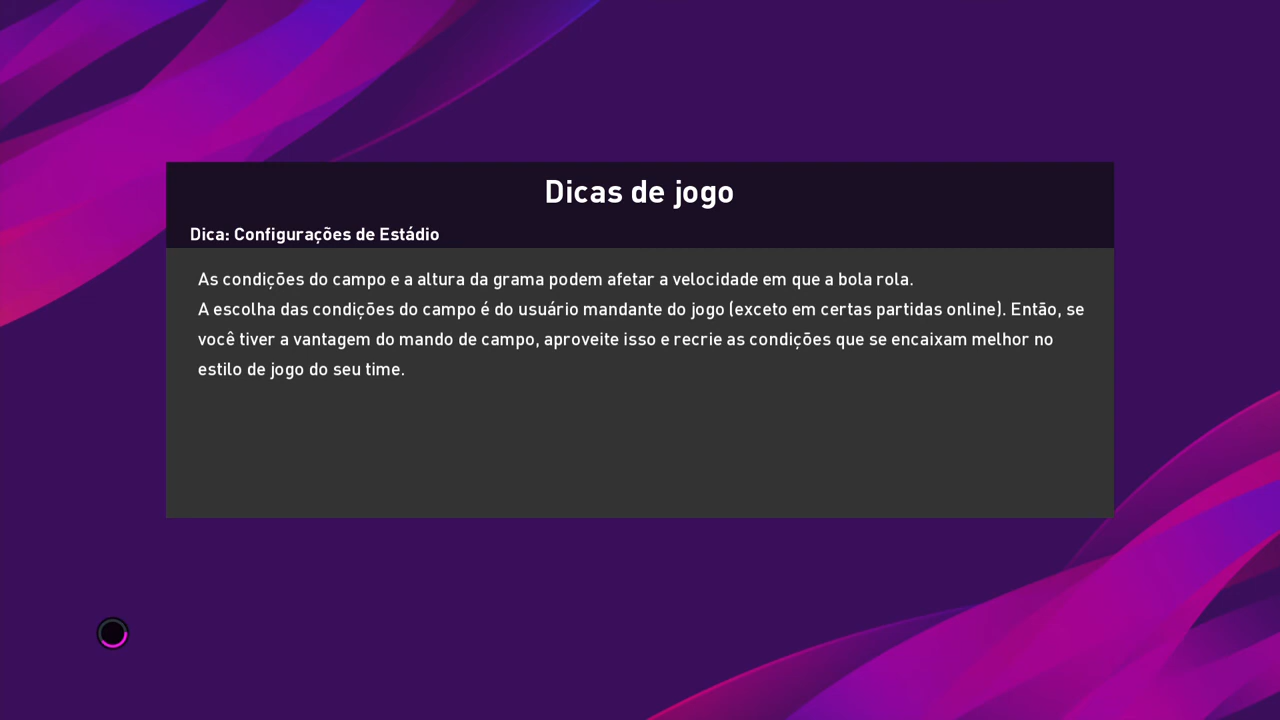 Dicas de jogo
Dica: Configurações de Estádio
As condições do campo e a altura da grama podem afetar a velocidade em que a bola rola.
A escolha das condições do campo é do usuário mandante do jogo (exceto em certas partidas online). Então, se
você tiver a vantagem do mando de campo, aproveite isso e recrie as condições que se encaixam melhor no
estilo de jogo do seu time.